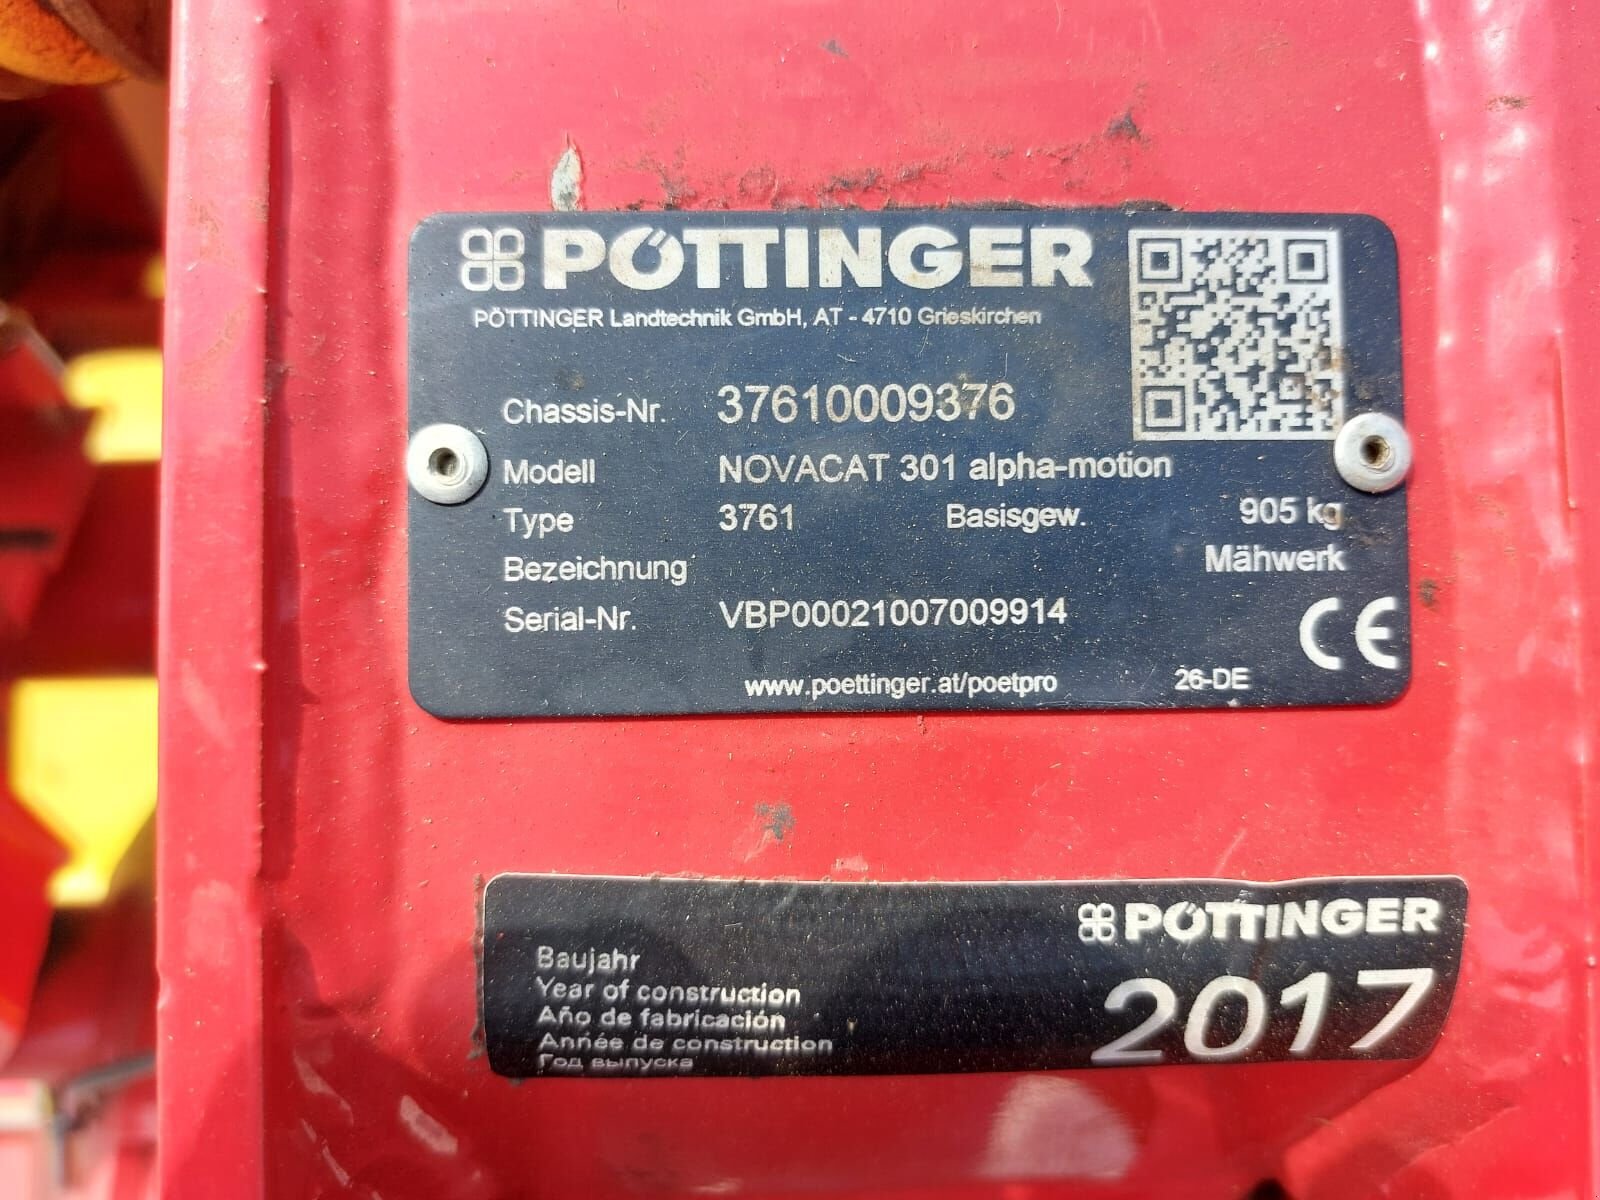 PÖTTINGER
PÖTTINGER Landtechnik GmbH, AT - 4710 Grieskirchen
Chassis-Nr. 37610009376
Modell NOVACAT 301 alpha-motion
Type 3761 Basisgew. 905 kg
Bezeichnung Mähwerk
Serial-Nr. VBP00021007009914
CE
www.poettinger.at/poetpro 26-DE
PÖTTINGER
Baujahr
Year of construction
Año de fabricación
Année de construction
Год выпуска
2017